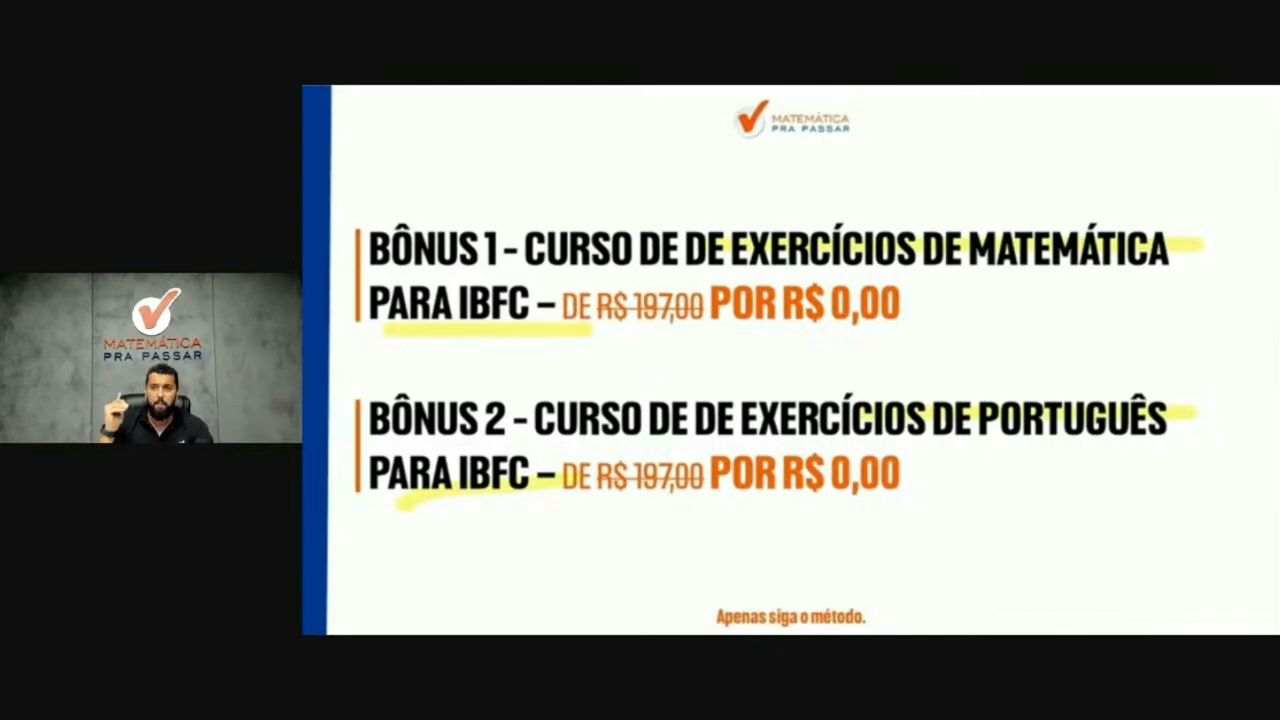 MATEMÁTICA
PRA PASSAR
BÔNUS 1 - CURSO DE DE EXERCÍCIOS DE MATEMÁTICA
PARA IBFC – DE R$ 197,00 POR R$ 0,00
BÔNUS 2 - CURSO DE DE EXERCÍCIOS DE PORTUGUÊS
PARA IBFC – DE R$ 197,00 POR R$ 0,00
Apenas siga o método.
MATEMÁTICA
PRA PASSAR